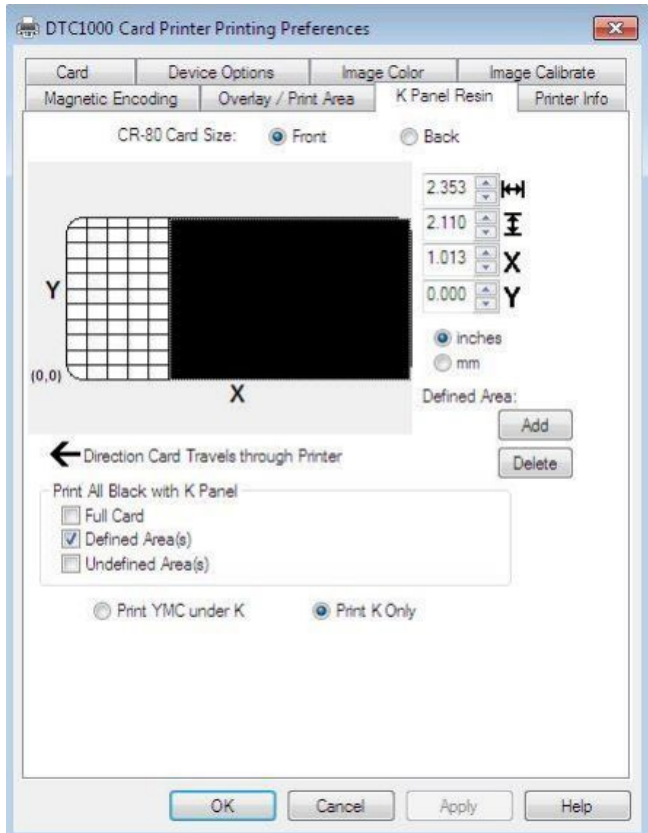 DTC1000 Card Printer Printing Preferences
Card Device Options Image Color Image Calibrate
Magnetic Encoding Overlay / Print Area K Panel Resin Printer Info
CR-80 Card Size: Front Back
2.353
2.110
1.013 X
0.000 Y
Y
(0,0)
X
inches
mm
Defined Area:
Add
Delete
Direction Card Travels through Printer
Print All Black with K Panel
Full Card
Defined Area(s)
Undefined Area(s)
Print YMC under K Print K Only
OK Cancel Apply Help